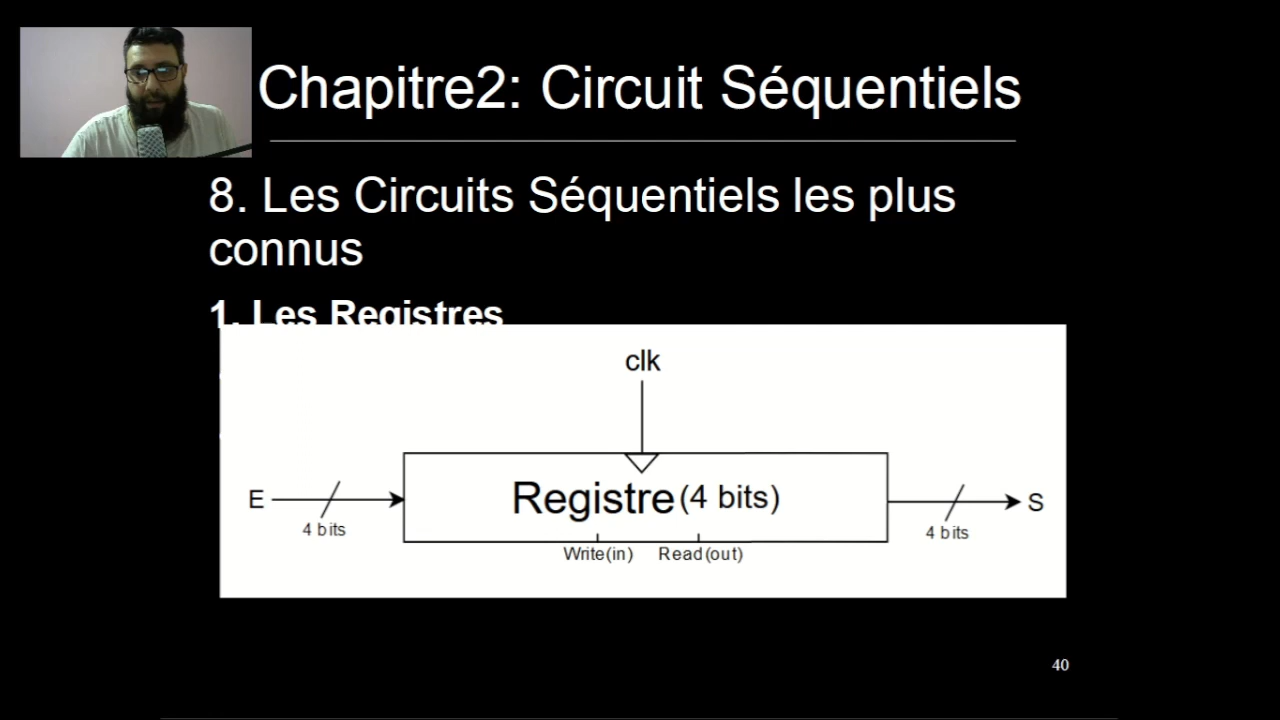 Chapitre2: Circuit Séquentiels
8. Les Circuits Séquentiels les plus
connus
1. Les Registres
clk
E
Registre (4 bits)
S
4 bits
4 bits
Write(in) Read(out)
40